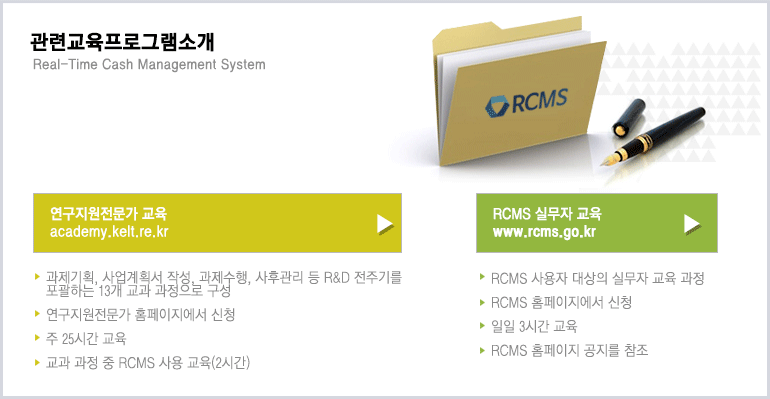 관련교육프로그램소개
Real-Time Cash Management System
RCMS
연구지원전문가 교육
academy.kelt.re.kr
과제기획, 사업계획서 작성, 과제수행, 사후관리 등 R&D 전주기를
포괄하는 13개 교과 과정으로 구성
연구지원전문가 홈페이지에서 신청
주 25시간 교육
교과 과정 중 RCMS 사용 교육(2시간)
RCMS 실무자 교육
www.rcms.go.kr
RCMS 사용자 대상의 실무자 교육 과정
RCMS 홈페이지에서 신청
일일 3시간 교육
RCMS 홈페이지 공지를 참조